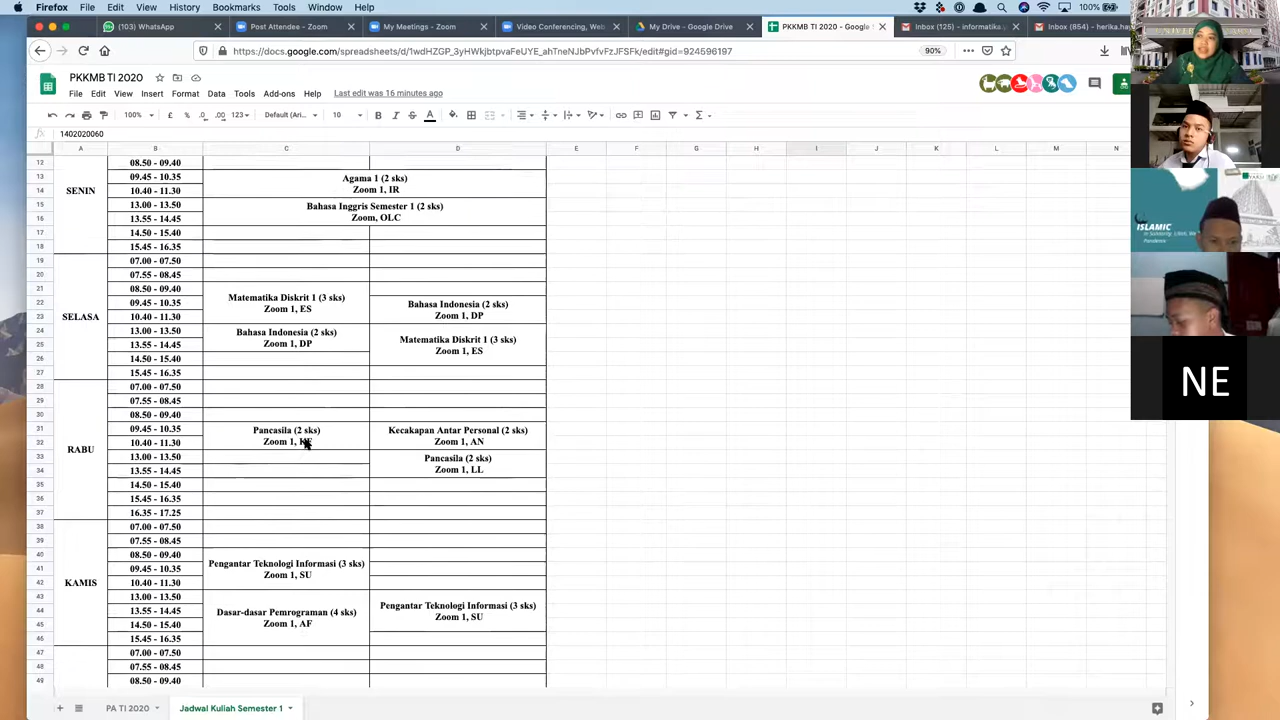 Firefox File Edit View History Bookmarks Tools Window Help
(103) WhatsApp
Post Attendee - Zoom
My Meetings - Zoom
Video Conferencing, Web
My Drive - Google Drive
PKKMB TI 2020 - Google
Inbox (125) - informatika.
Inbox (854) - herika.hay
https://docs.google.com/spreadsheets/d/
90%
PKKMB TI 2020
File Edit View Insert Format Data Tools Add-ons Help
Last edit was 16 minutes ago
100% £ % .0 .00 123 Default (Ari... 10 B I S A
fx 1402020060
A B C D E F G H I J K L M N
12 08.50 - 09.40
SENIN
13 09.45 - 10.35 Agama 1 (2 sks)
14 10.40 - 11.30 Zoom 1, IR
15 13.00 - 13.50 Bahasa Inggris Semester 1 (2 sks)
16 13.55 - 14.45 Zoom, OLC
17 14.50 - 15.40
18 15.45 - 16.35
SELASA
19 07.00 - 07.50
20 07.55 - 08.45
21 08.50 - 09.40
22 09.45 - 10.35
23 10.40 - 11.30
Matematika Diskrit 1 (3 sks)
Zoom 1, ES
Bahasa Indonesia (2 sks)
Zoom 1, DP
24 13.00 - 13.50
25 13.55 - 14.45
26 14.50 - 15.40
27 15.45 - 16.35
Bahasa Indonesia (2 sks)
Zoom 1, DP
Matematika Diskrit 1 (3 sks)
Zoom 1, ES
RABU
28 07.00 - 07.50
29 07.55 - 08.45
30 08.50 - 09.40
31 09.45 - 10.35
32 10.40 - 11.30
Pancasila (2 sks)
Zoom 1,
Kecakapan Antar Personal (2 sks)
Zoom 1, AN
33 13.00 - 13.50
34 13.55 - 14.45
Pancasila (2 sks)
Zoom 1, LL
35 14.50 - 15.40
36 15.45 - 16.35
37 16.35 - 17.25
KAMIS
38 07.00 - 07.50
39 07.55 - 08.45
40 08.50 - 09.40
41 09.45 - 10.35
42 10.40 - 11.30
Pengantar Teknologi Informasi (3 sks)
Zoom 1, SU
43 13.00 - 13.50
44 13.55 - 14.45
45 14.50 - 15.40
46 15.45 - 16.35
Dasar-dasar Pemrograman (4 sks)
Zoom 1, AF
Pengantar Teknologi Informasi (3 sks)
Zoom 1, SU
47 07.00 - 07.50
48 07.55 - 08.45
49 08.50 - 09.40
PA TI 2020
Jadwal Kuliah Semester 1
YARSI
ISLAMIC
Pandemic
NE